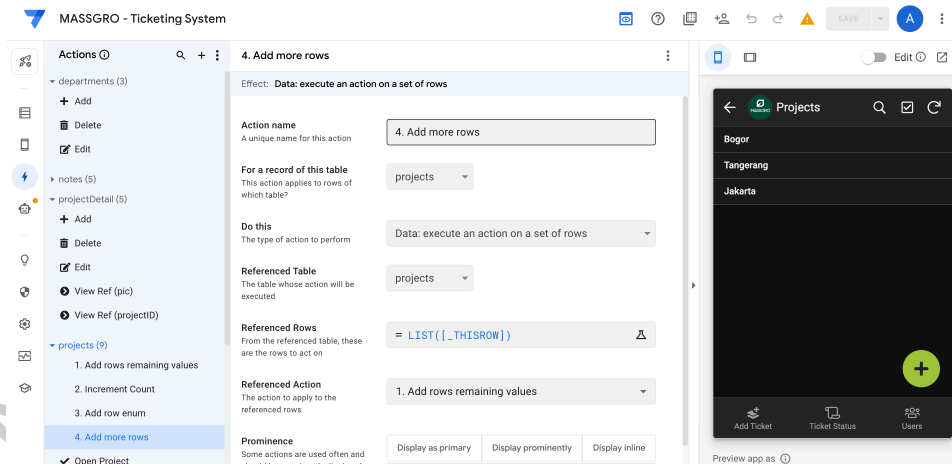 MASSGRO - Ticketing System
SAVE
A
Actions
departments (3)
Add
Delete
Edit
notes (5)
projectDetail (5)
Add
Delete
Edit
View Ref (pic)
View Ref (projectID)
projects (9)
1. Add rows remaining values
2. Increment Count
3. Add row enum
4. Add more rows
Open Project
4. Add more rows
Effect: Data: execute an action on a set of rows
Action name
A unique name for this action
4. Add more rows
For a record of this table
This action applies to rows of
which table?
projects
Do this
The type of action to perform
Data: execute an action on a set of rows
Referenced Table
The table whose action will be
executed
projects
Referenced Rows
From the referenced table, these
are the rows to act on
= LIST([_THISROW])
Referenced Action
The action to apply to the
referenced rows
1. Add rows remaining values
Prominence
Some actions are used often and
Display as primary
Display prominently
Display inline
Edit
MASSGRO
Projects
Bogor
Tangerang
Jakarta
Add Ticket
Ticket Status
Users
Preview app as